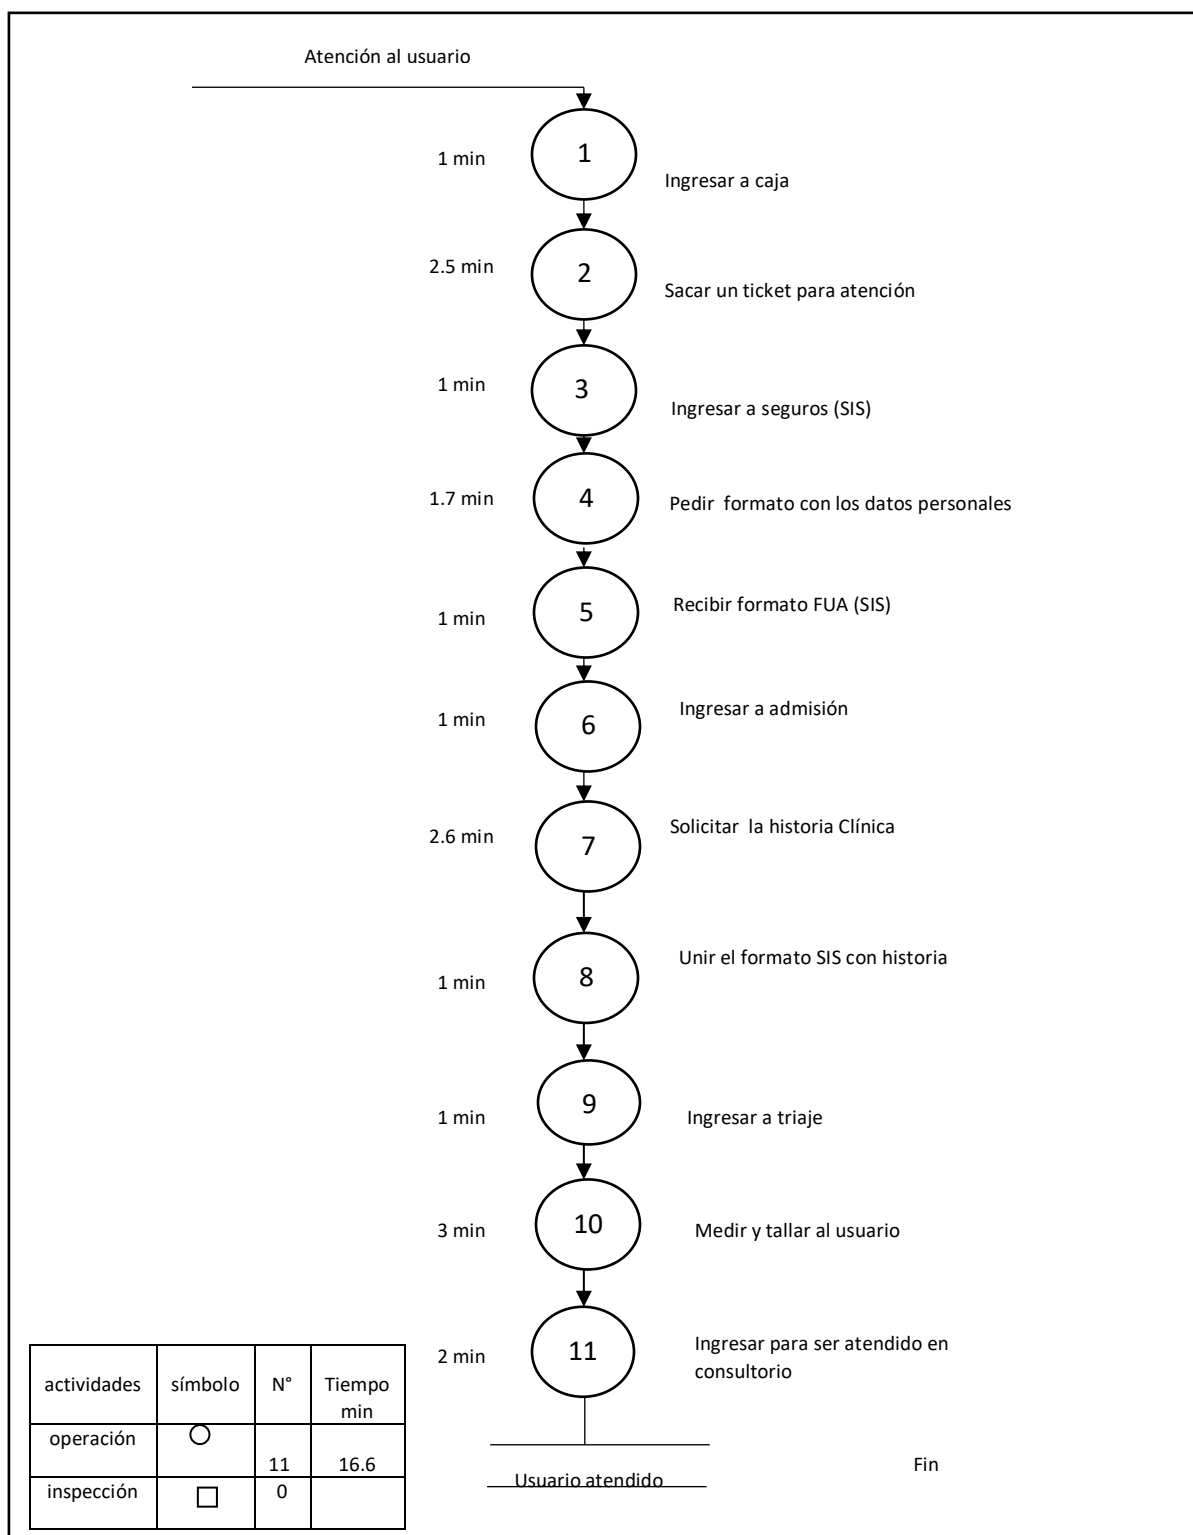 Atención al usuario
1
1 min
Ingresar a caja
2
2.5 min
Sacar un ticket para atención
3
1 min
Ingresar a seguros (SIS)
4
1.7 min
Pedir formato con los datos personales
5
Recibir formato FUA (SIS)
1 min
6
Ingresar a admisión
1 min
7
Solicitar la historia Clínica
2.6 min
8
Unir el formato SIS con historia
1 min
9
1 min
Ingresar a triaje
10
3 min
Medir y tallar al usuario
11
2 min
Ingresar para ser atendido en
consultorio
actividades símbolo N° Tiempo
min
operación
11 16.6
inspección 0
Usuario atendido
Fin